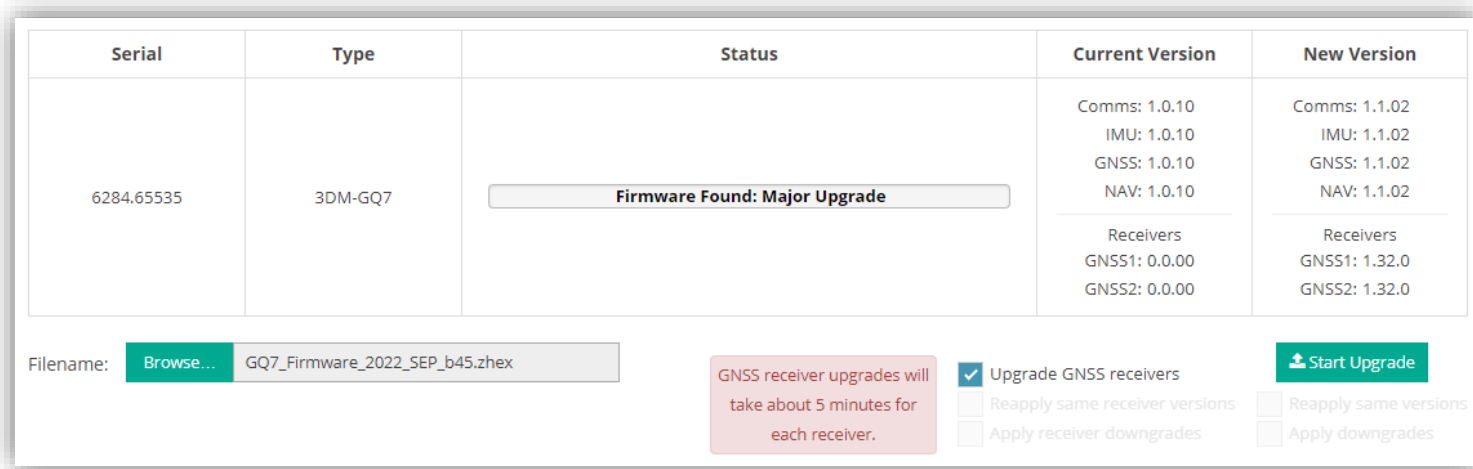 Serial
Type
Status
Current Version
New Version
6284.65535
3DM-GQ7
Firmware Found: Major Upgrade
Comms: 1.0.10
IMU: 1.0.10
GNSS: 1.0.10
NAV: 1.0.10
Receivers
GNSS1: 0.0.00
GNSS2: 0.0.00
Comms: 1.1.02
IMU: 1.1.02
GNSS: 1.1.02
NAV: 1.1.02
Receivers
GNSS1: 1.32.0
GNSS2: 1.32.0
Filename:
Browse...
GQ7_Firmware_2022_SEP_b45.zhex
GNSS receiver upgrades will
take about 5 minutes for
each receiver.
Upgrade GNSS receivers
Reapply same receiver versions
Apply receiver downgrades
Start Upgrade
Reapply same versions
Apply downgrades